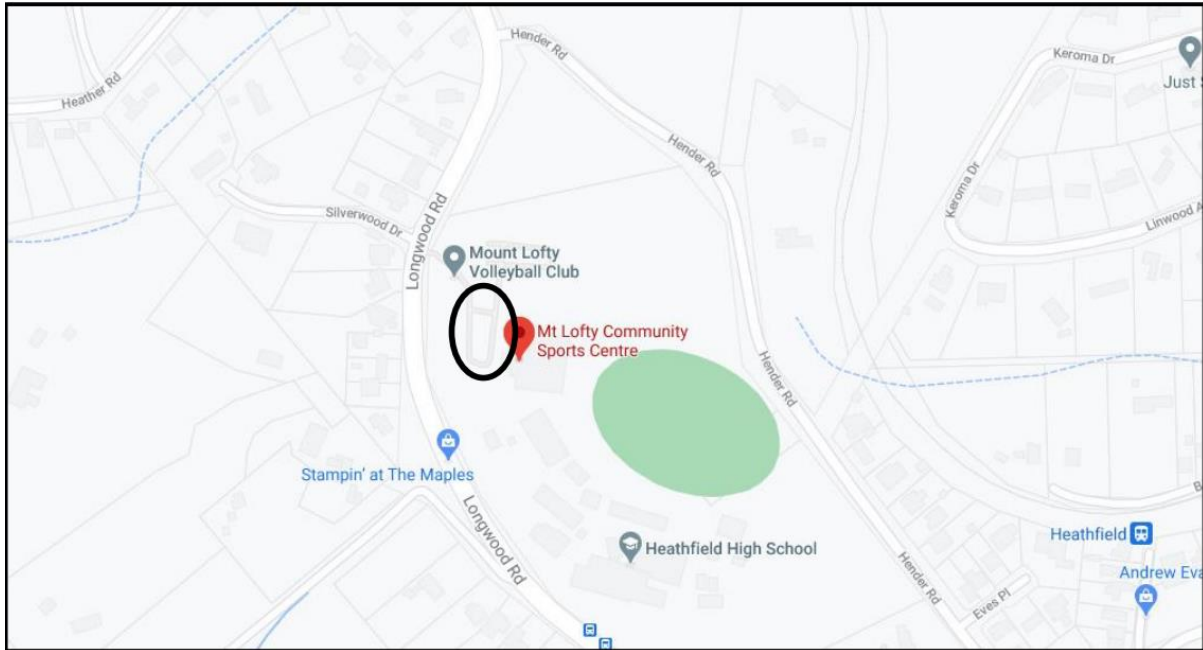 Hender Rd
Keroma Dr
Just
Heather Rd
Hender Rd
Keroma Dr
Silverwood Dr
Longwood Rd
Linwood
Mount Lofty
Volleyball Club
Mt Lofty Community
Sports Centre
Hender Rd
Stampin' at The Maples
Longwood Rd
Heathfield High School
Heathfield
Hender Rd
Andrew
Eves Pl